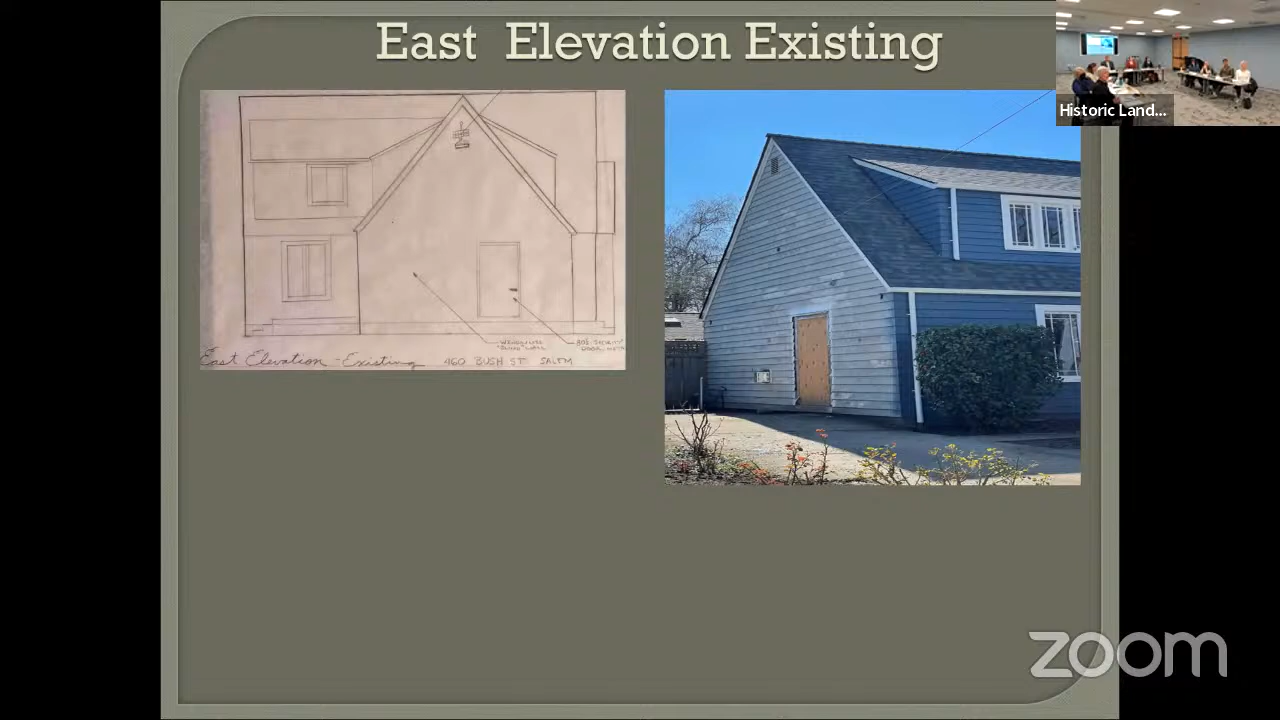 East Elevation Existing
Historic Land...
East Elevation - Existing 460 BUSH ST. SALEM
zoom